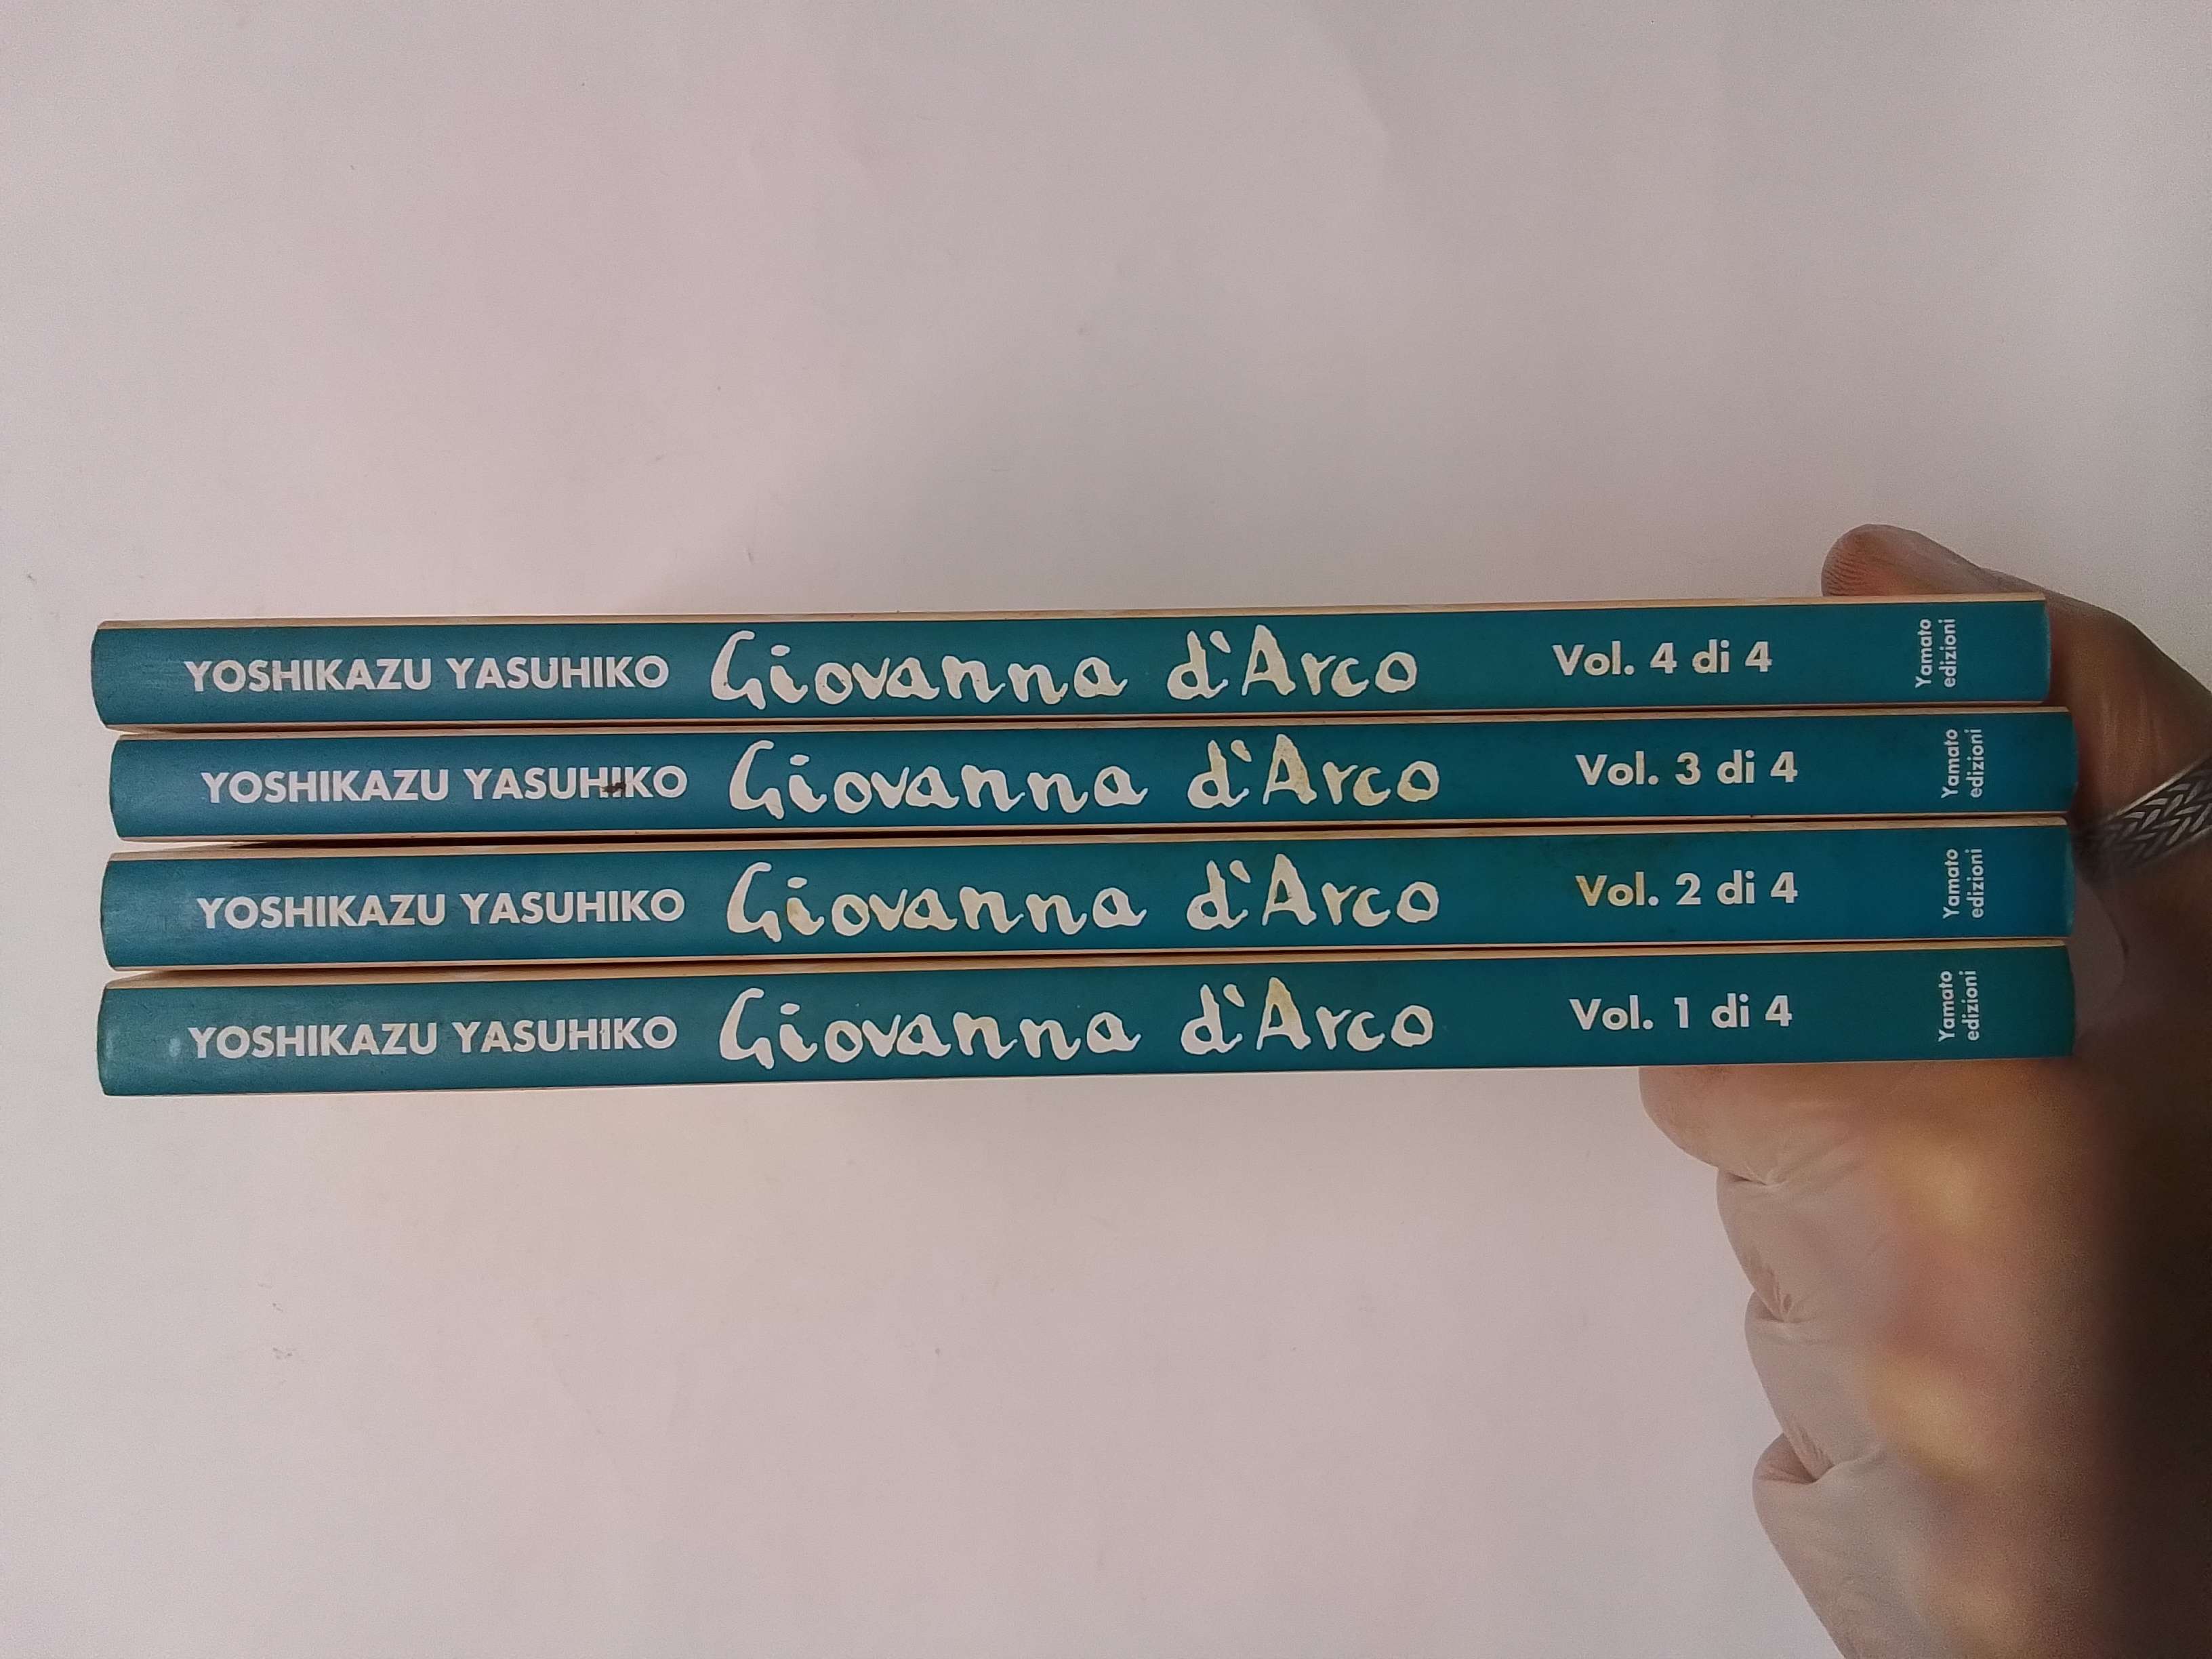 YOSHIKAZU YASUHIKO Giovanna d'Arco Vol. 4 di 4 Yamato edizioni
YOSHIKAZU YASUHIKO Giovanna d'Arco Vol. 3 di 4 Yamato edizioni
YOSHIKAZU YASUHIKO Giovanna d'Arco Vol. 2 di 4 Yamato edizioni
YOSHIKAZU YASUHIKO Giovanna d'Arco Vol. 1 di 4 Yamato edizioni